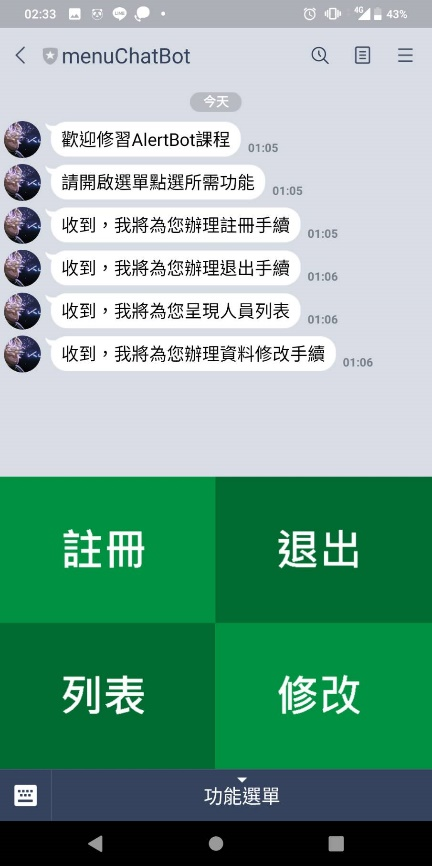 02:33
4G
43%
menuChatBot
今天
歡迎修習AlertBot課程
01:05
請開啟選單點選所需功能
01:05
收到，我將為您辦理註冊手續
01:05
收到，我將為您辦理退出手續
01:06
收到，我將為您呈現人員列表
01:06
收到，我將為您辦理資料修改手續
01:06
註冊
退出
列表
修改
功能選單